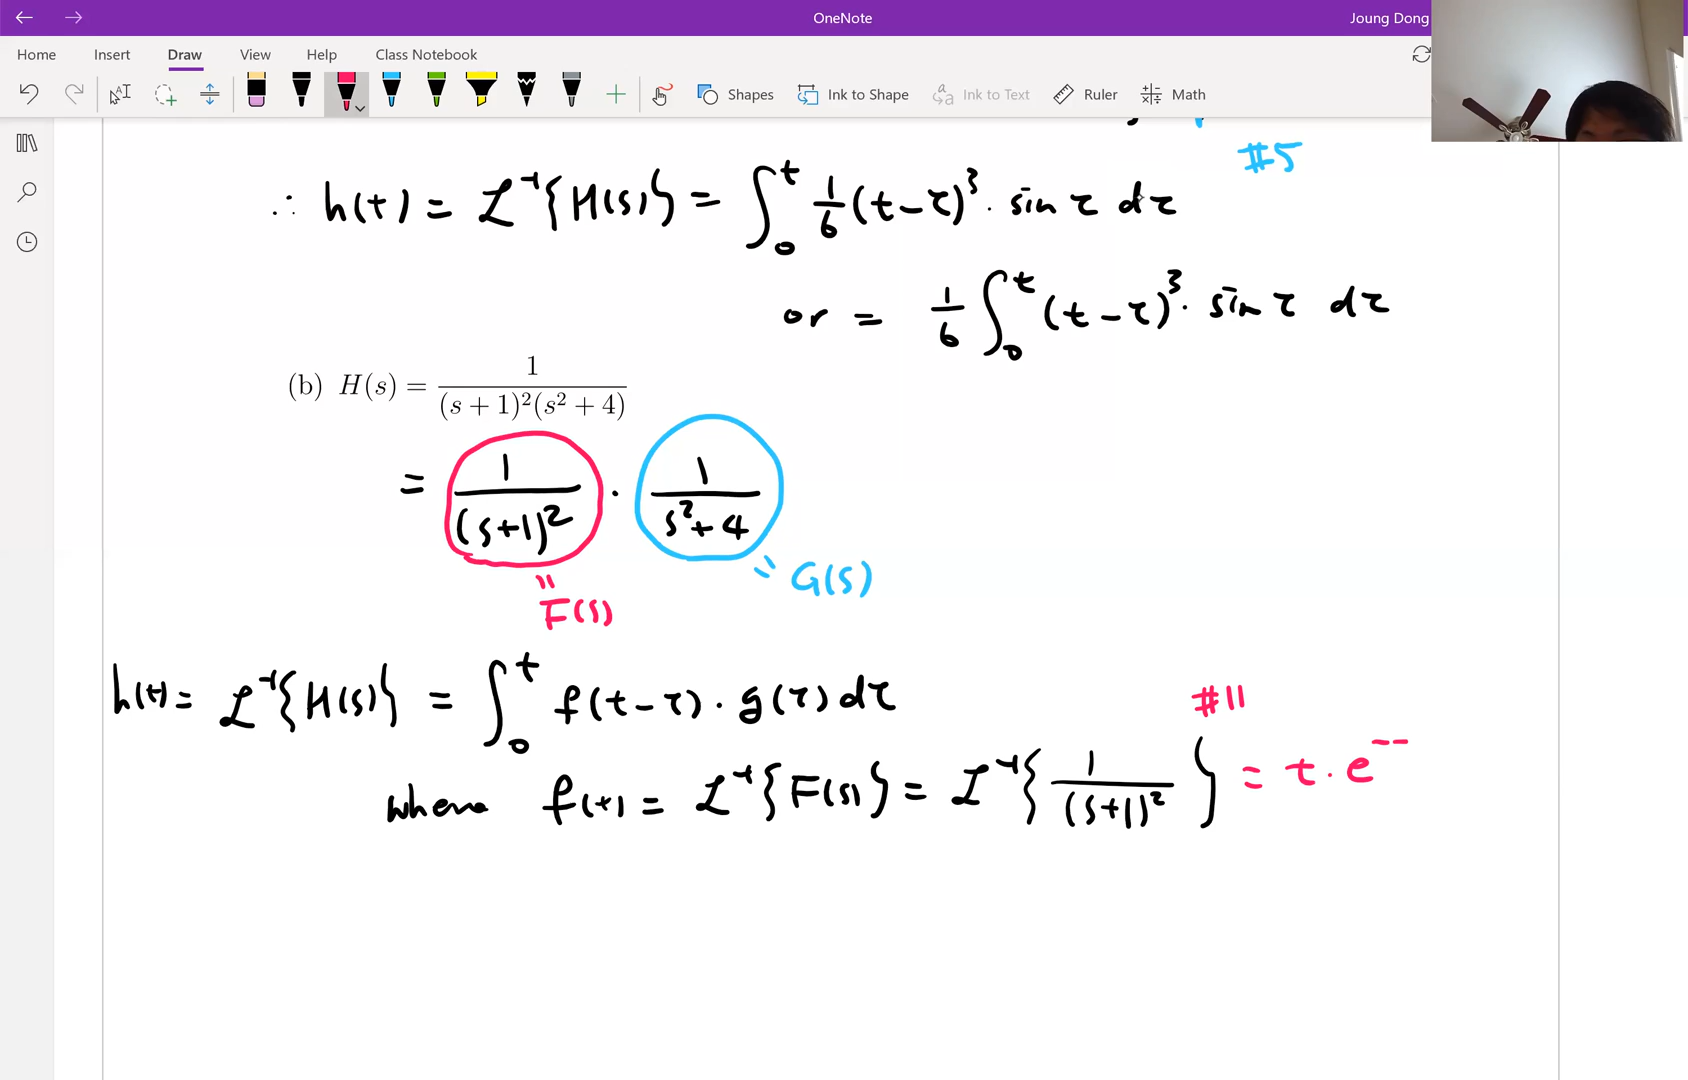 OneNote
Joung Dong
Home Insert Draw View Help Class Notebook
Shapes Ink to Shape Ink to Text Ruler Math
#5
∴ h(t) = ℒ⁻¹{H(s)} = ∫₀ᵗ 1/6 (t-τ)³ · sin τ dτ
or = 1/6 ∫₀ᵗ (t-τ)³ · sin τ dτ
(b) H(s) = 1/((s + 1)²(s² + 4))
= 1/(s+1)² · 1/(s²+4)
= G(s)
= F(s)
h(t) = ℒ⁻¹{H(s)} = ∫₀ᵗ f(t-τ) · g(τ) dτ
#11
where f(t) = ℒ⁻¹{F(s)} = ℒ⁻¹{1/(s+1)²} = t · e⁻⁻